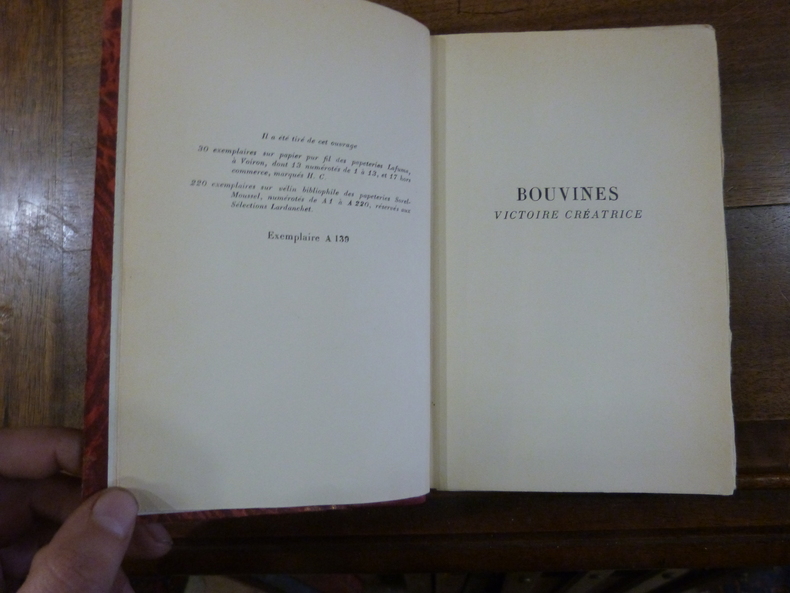 Il a été tiré de cet ouvrage
30 exemplaires sur papier pur fil des papeteries Lafuma,
à Voiron, dont 13 numérotés de 1 à 13, et 17 hors
commerce, marqués H. C.
220 exemplaires sur vélin bibliophile des papeteries Boral-
Moussel, numérotés de A 1 à A 220, réservés aux
Sélections Lardanchet.
Exemplaire A 139
BOUVINES
VICTOIRE CRÉATRICE